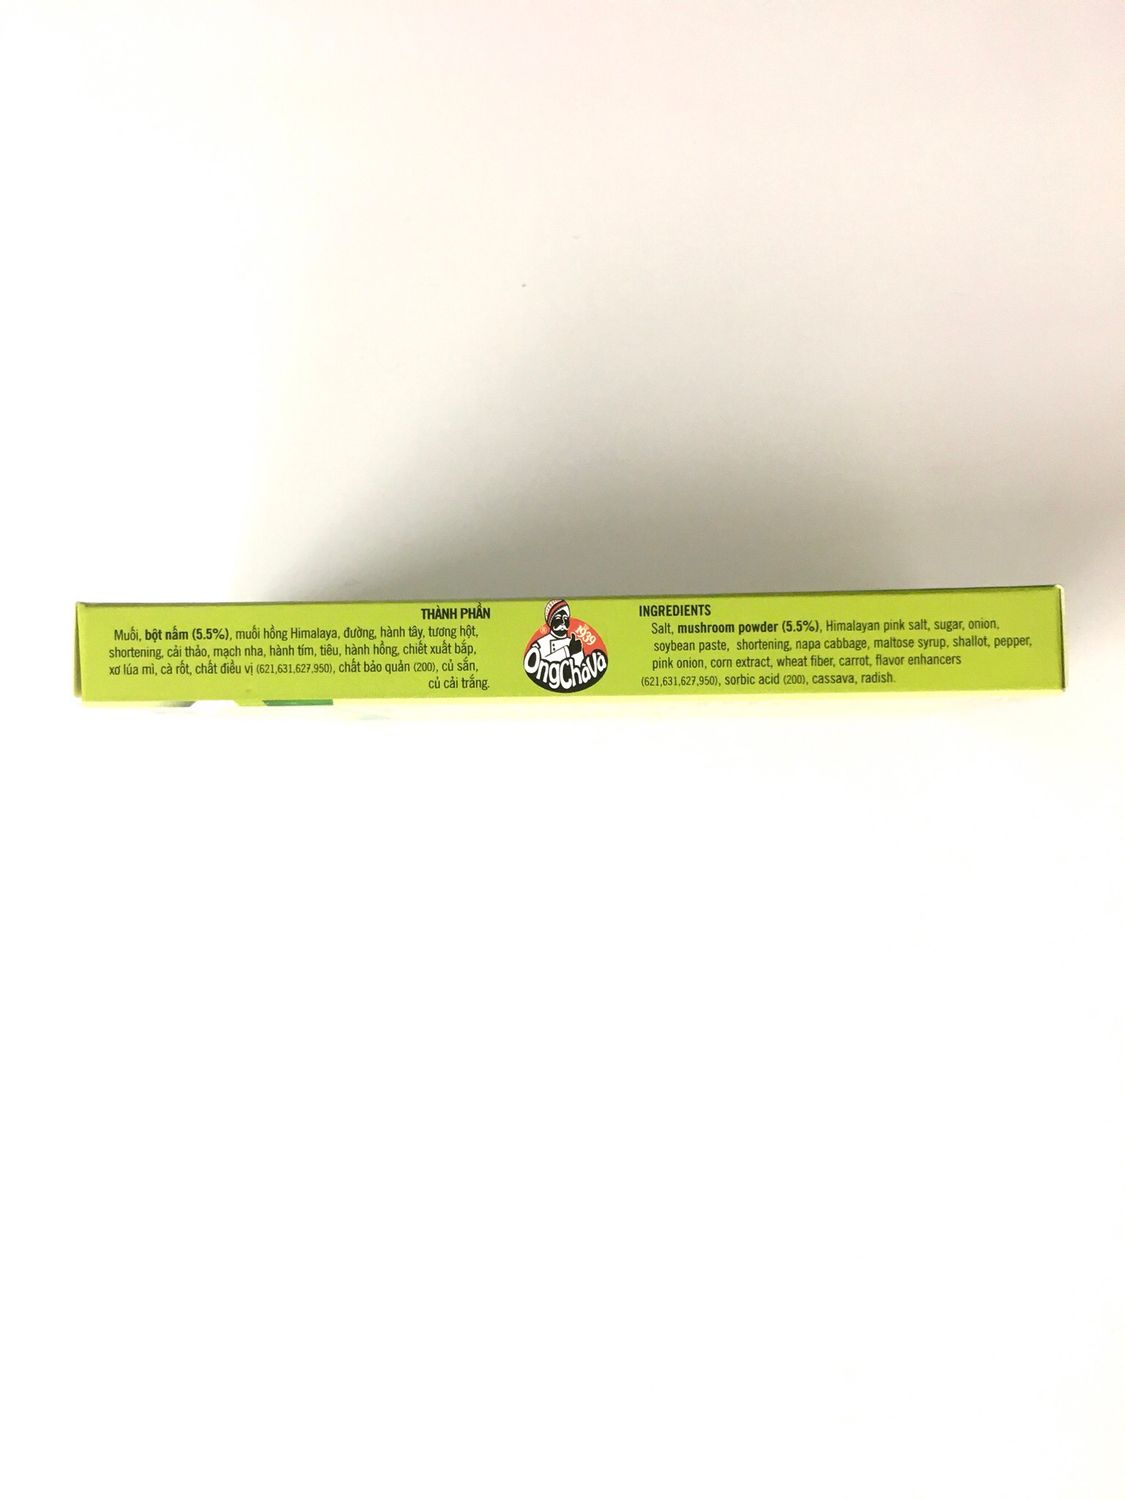 THÀNH PHẦN
Muối, bột nấm (5.5%), muối hồng Himalaya, đường, hành tây, tương hột,
shortening, cải thảo, mạch nha, hành tím, tiêu, hành hồng, chiết xuất bắp,
xơ lúa mì, cà rốt, chất điều vị (621,631,627,950), chất bảo quản (200), củ sắn,
củ cải trắng.
® 1939
ÔngChàVà
INGREDIENTS
Salt, mushroom powder (5.5%), Himalayan pink salt, sugar, onion,
soybean paste, shortening, napa cabbage, maltose syrup, shallot, pepper,
pink onion, corn extract, wheat fiber, carrot, flavor enhancers
(621,631,627,950), sorbic acid (200), cassava, radish.